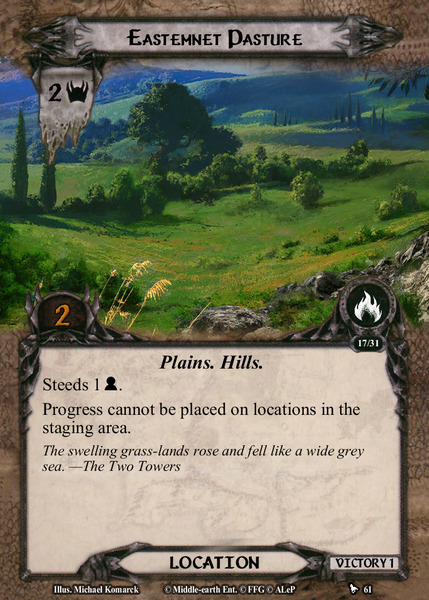 Eastemnet Pasture
2
2
17/31
Plains. Hills.
Steeds 1.
Progress cannot be placed on locations in the
staging area.
The swelling grass-lands rose and fell like a wide grey
sea. —The Two Towers
LOCATION
VICTORY 1
Illus. Michael Komarck
© Middle-earth Ent. © FFG © ALeP
61